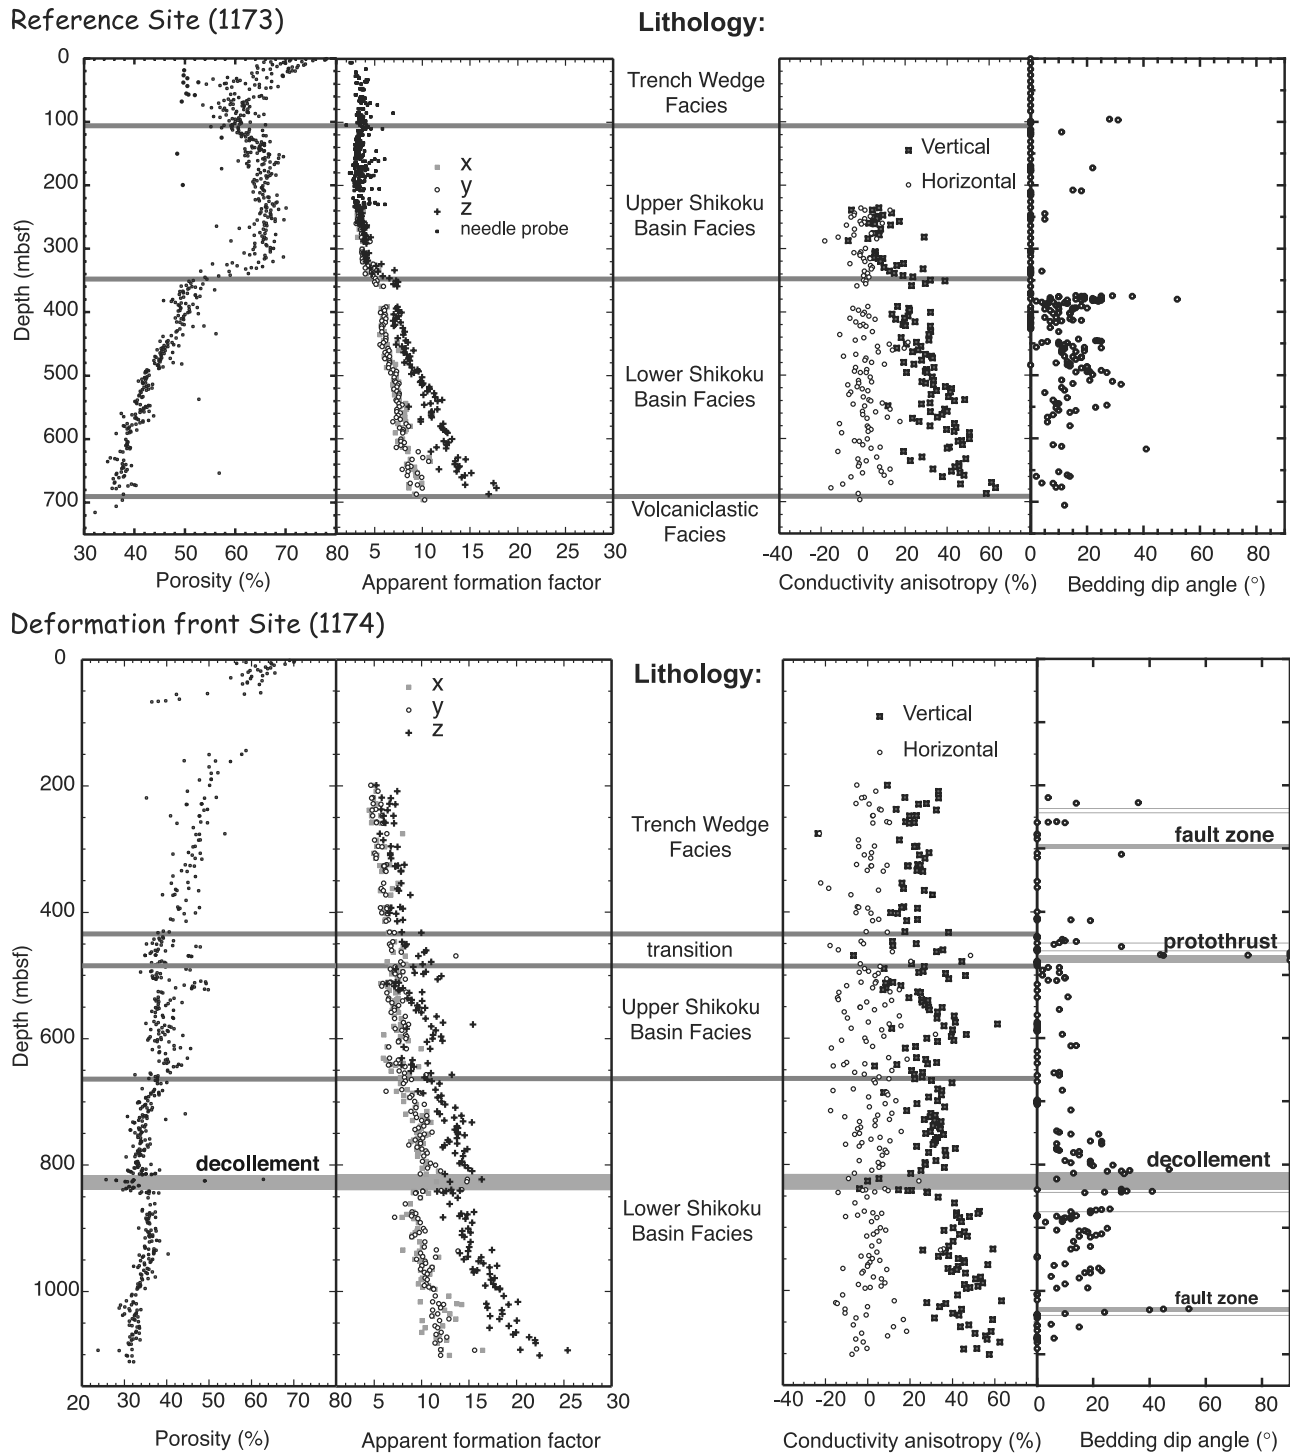 Reference Site (1173)
Lithology:
0
100
200
300
400
500
600
700
Depth (mbsf)
30 40 50 60 70 80
Porosity (%)
x
y
z
needle probe
5 10 15 20 25 30
Apparent formation factor
Trench Wedge
Facies
Upper Shikoku
Basin Facies
Lower Shikoku
Basin Facies
Volcaniclastic
Facies
Vertical
Horizontal
-40 -20 0 20 40 60
Conductivity anisotropy (%)
0 20 40 60 80
Bedding dip angle (°)
Deformation front Site (1174)
Lithology:
0
200
400
600
800
1000
Depth (mbsf)
decollement
20 30 40 50 60 70 80
Porosity (%)
x
y
z
5 10 15 20 25 30
Apparent formation factor
Trench Wedge
Facies
transition
Upper Shikoku
Basin Facies
Lower Shikoku
Basin Facies
Vertical
Horizontal
-40 -20 0 20 40 60
Conductivity anisotropy (%)
fault zone
protothrust
decollement
fault zone
0 20 40 60 80
Bedding dip angle (°)